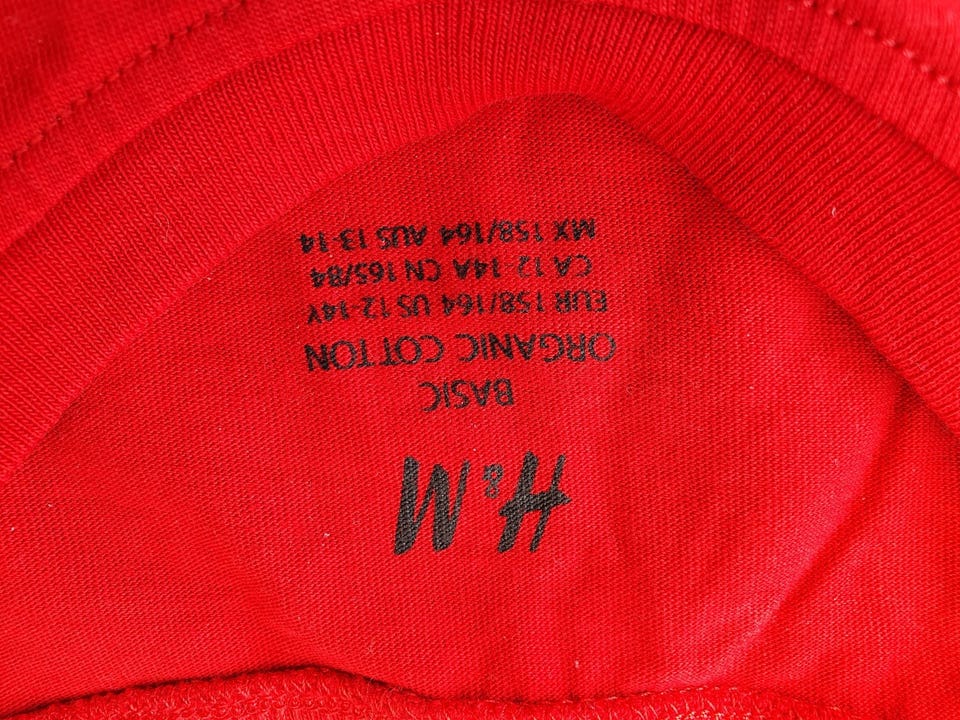 H&M
BASIC
ORGANIC COTTON
EUR 158/164 US 12-14Y
CA 12-14A CN 165/84
MX 158/164 AUS 13-14